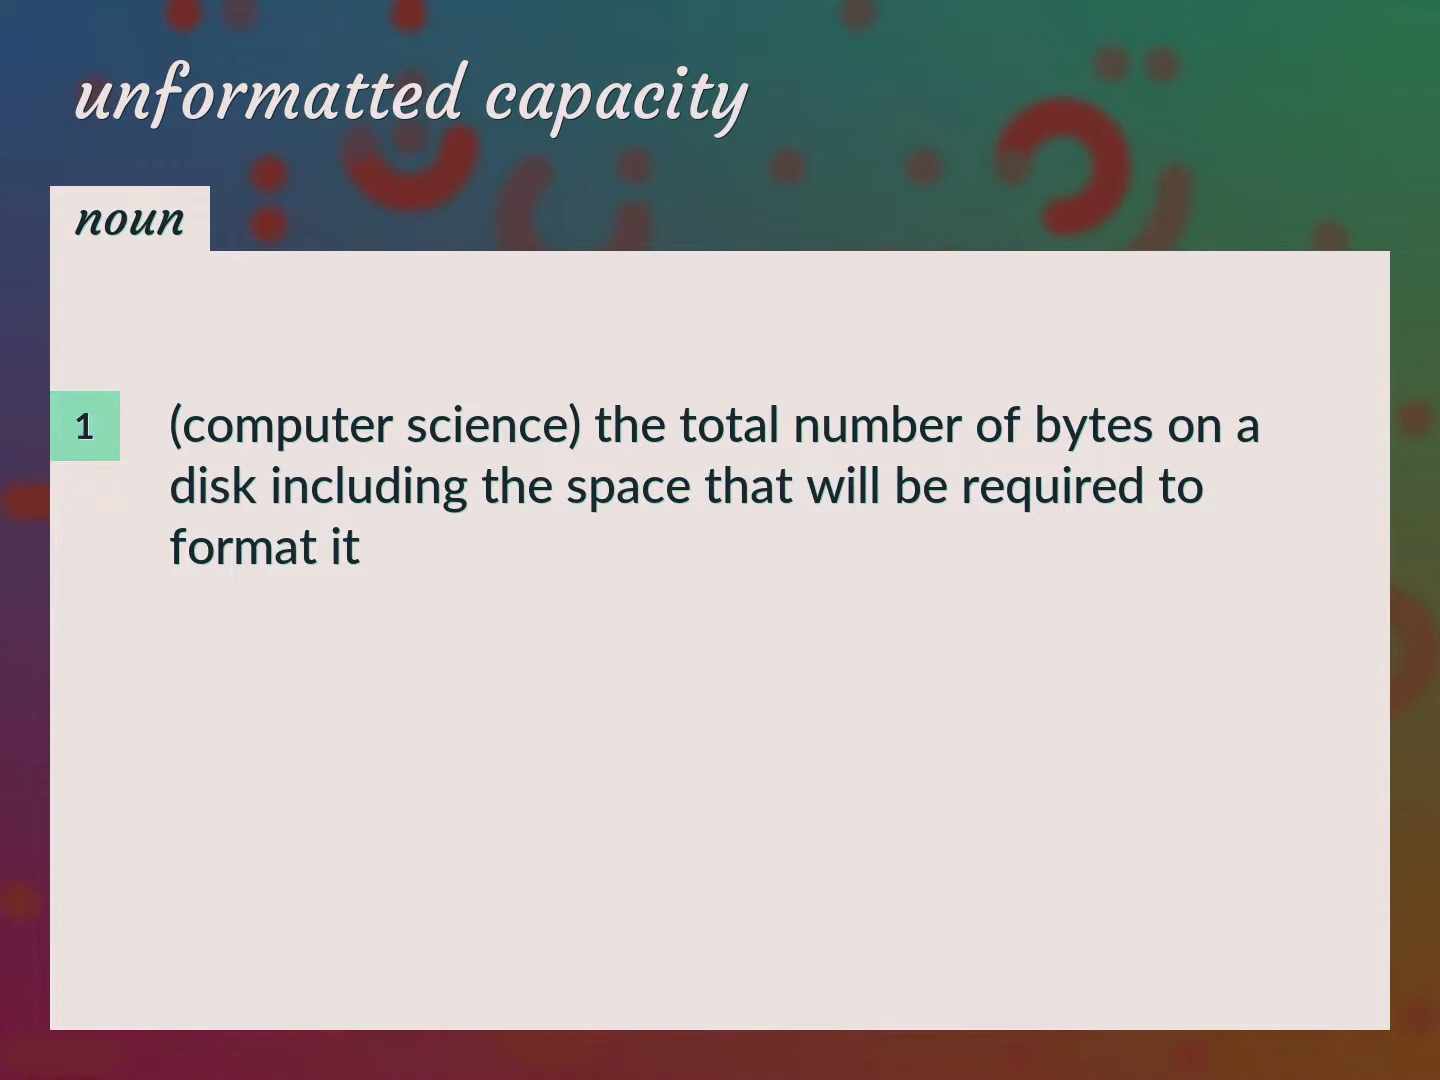 unformatted capacity
noun
1
(computer science) the total number of bytes on a
disk including the space that will be required to
format it